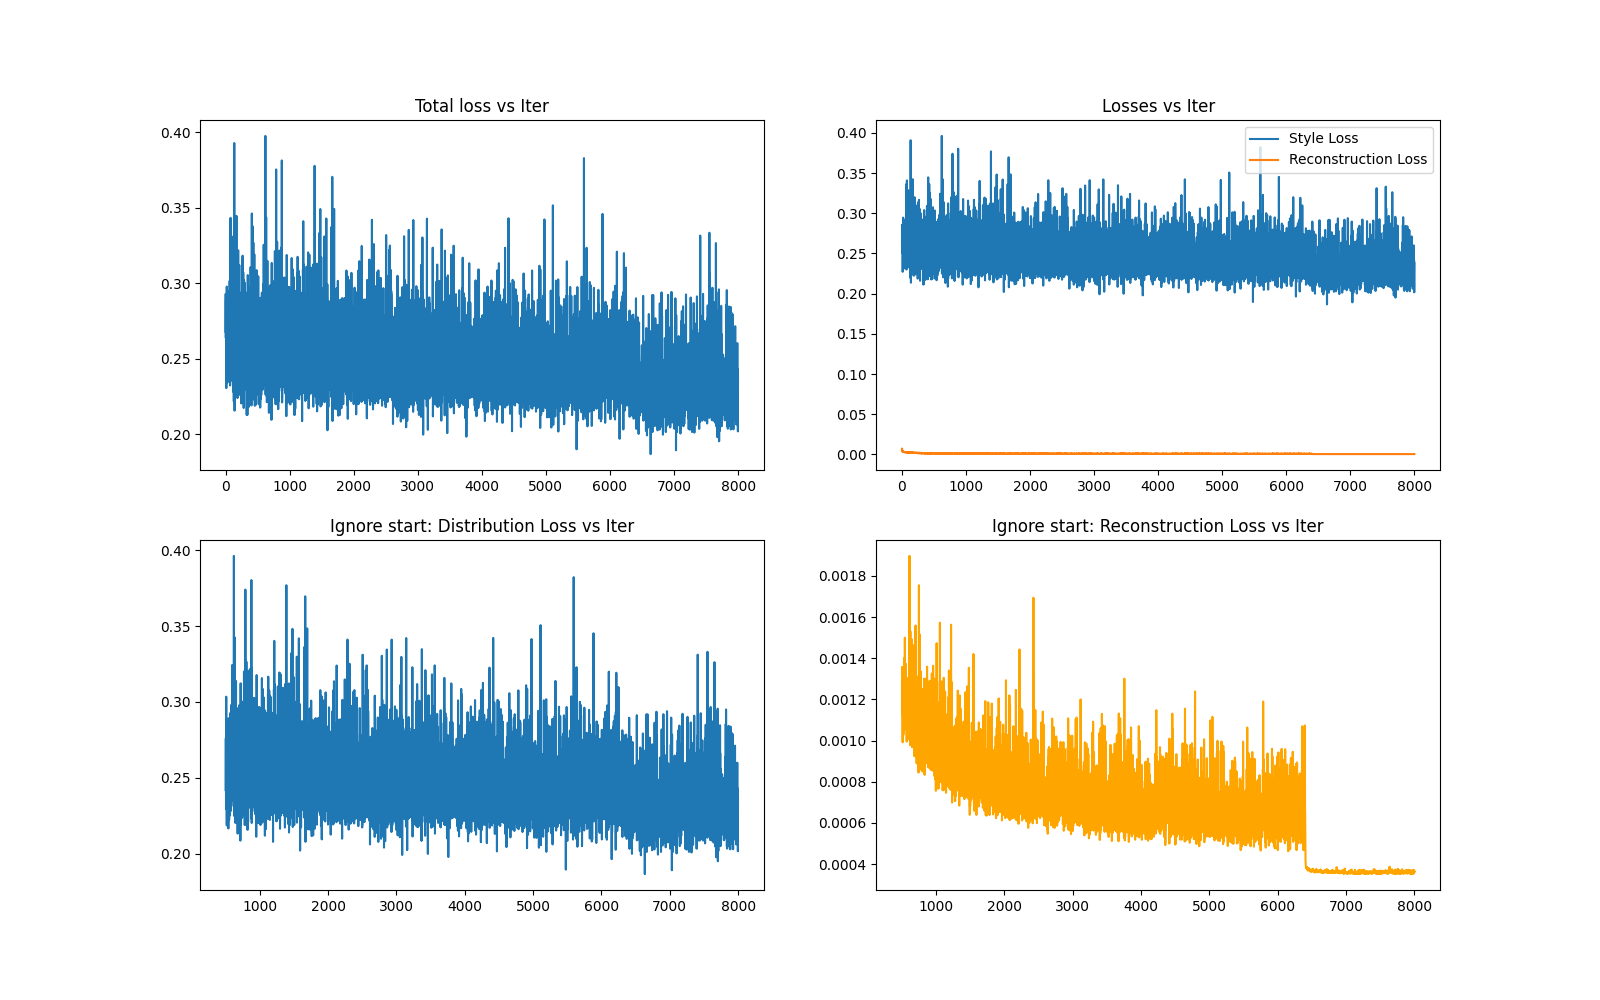 Total loss vs Iter
0.40
0.35
0.30
0.25
0.20
0 1000 2000 3000 4000 5000 6000 7000 8000
Losses vs Iter
Style Loss
Reconstruction Loss
0.40
0.35
0.30
0.25
0.20
0.15
0.10
0.05
0.00
0 1000 2000 3000 4000 5000 6000 7000 8000
Ignore start: Distribution Loss vs Iter
0.40
0.35
0.30
0.25
0.20
1000 2000 3000 4000 5000 6000 7000 8000
Ignore start: Reconstruction Loss vs Iter
0.0018
0.0016
0.0014
0.0012
0.0010
0.0008
0.0006
0.0004
1000 2000 3000 4000 5000 6000 7000 8000